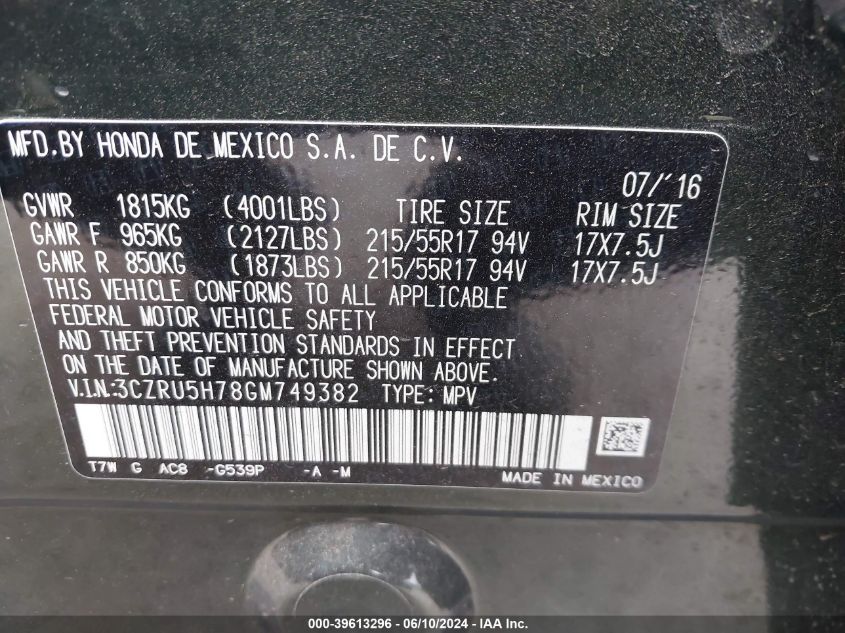 MFD.BY HONDA DE MEXICO S.A. DE C.V.
07/'16
GVWR 1815KG (4001LBS) TIRE SIZE RIM SIZE
GAWR F 965KG (2127LBS) 215/55R17 94V 17X7.5J
GAWR R 850KG (1873LBS) 215/55R17 94V 17X7.5J
THIS VEHICLE CONFORMS TO ALL APPLICABLE
FEDERAL MOTOR VEHICLE SAFETY
AND THEFT PREVENTION STANDARDS IN EFFECT
ON THE DATE OF MANUFACTURE SHOWN ABOVE.
V.I.N.:3CZRU5H78GM749382 TYPE: MPV
T7W G AC8 -G539P -A -M
MADE IN MEXICO
000-39613296 - 06/10/2024 - IAA Inc.